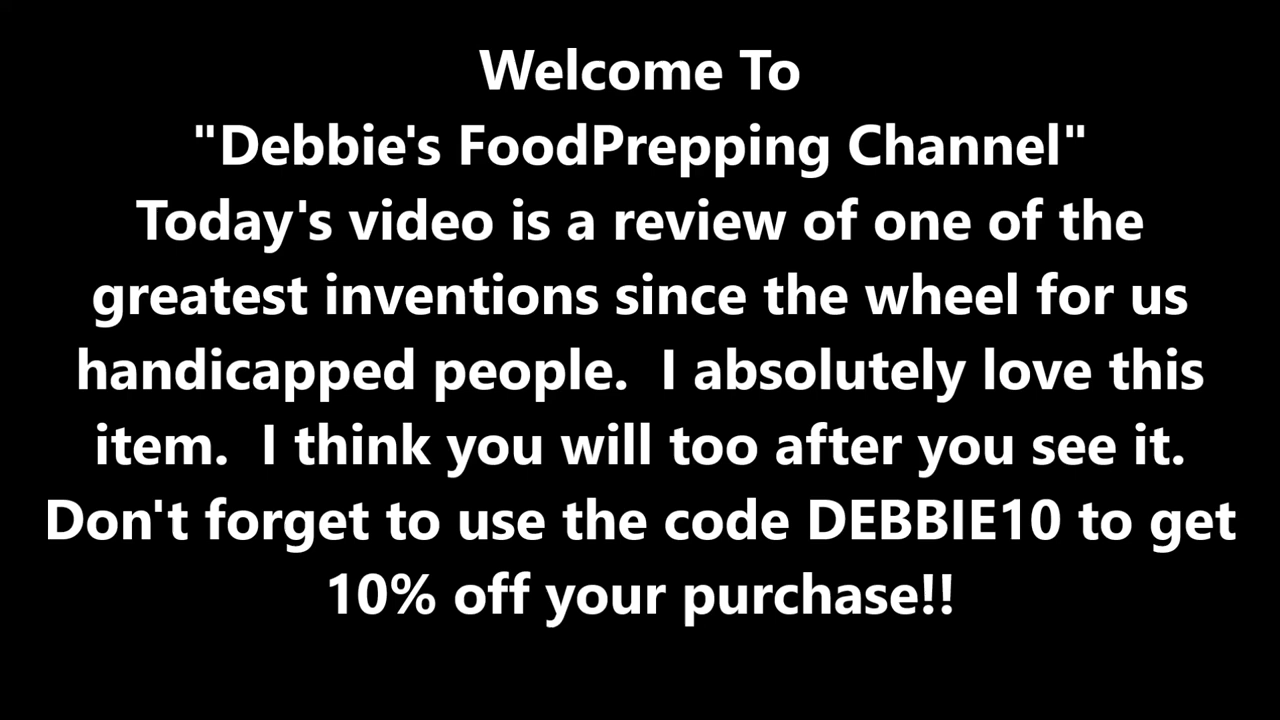 Welcome To
"Debbie's FoodPrepping Channel"
Today's video is a review of one of the
greatest inventions since the wheel for us
handicapped people.  I absolutely love this
item.  I think you will too after you see it.
Don't forget to use the code DEBBIE10 to get
10% off your purchase!!